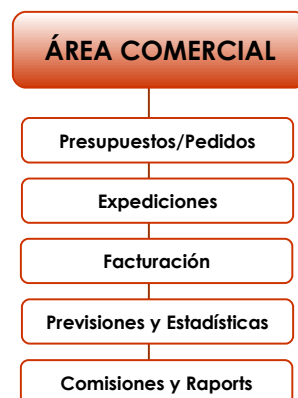 ÁREA COMERCIAL
Presupuestos/Pedidos
Expediciones
Facturación
Previsiones y Estadísticas
Comisiones y Raports